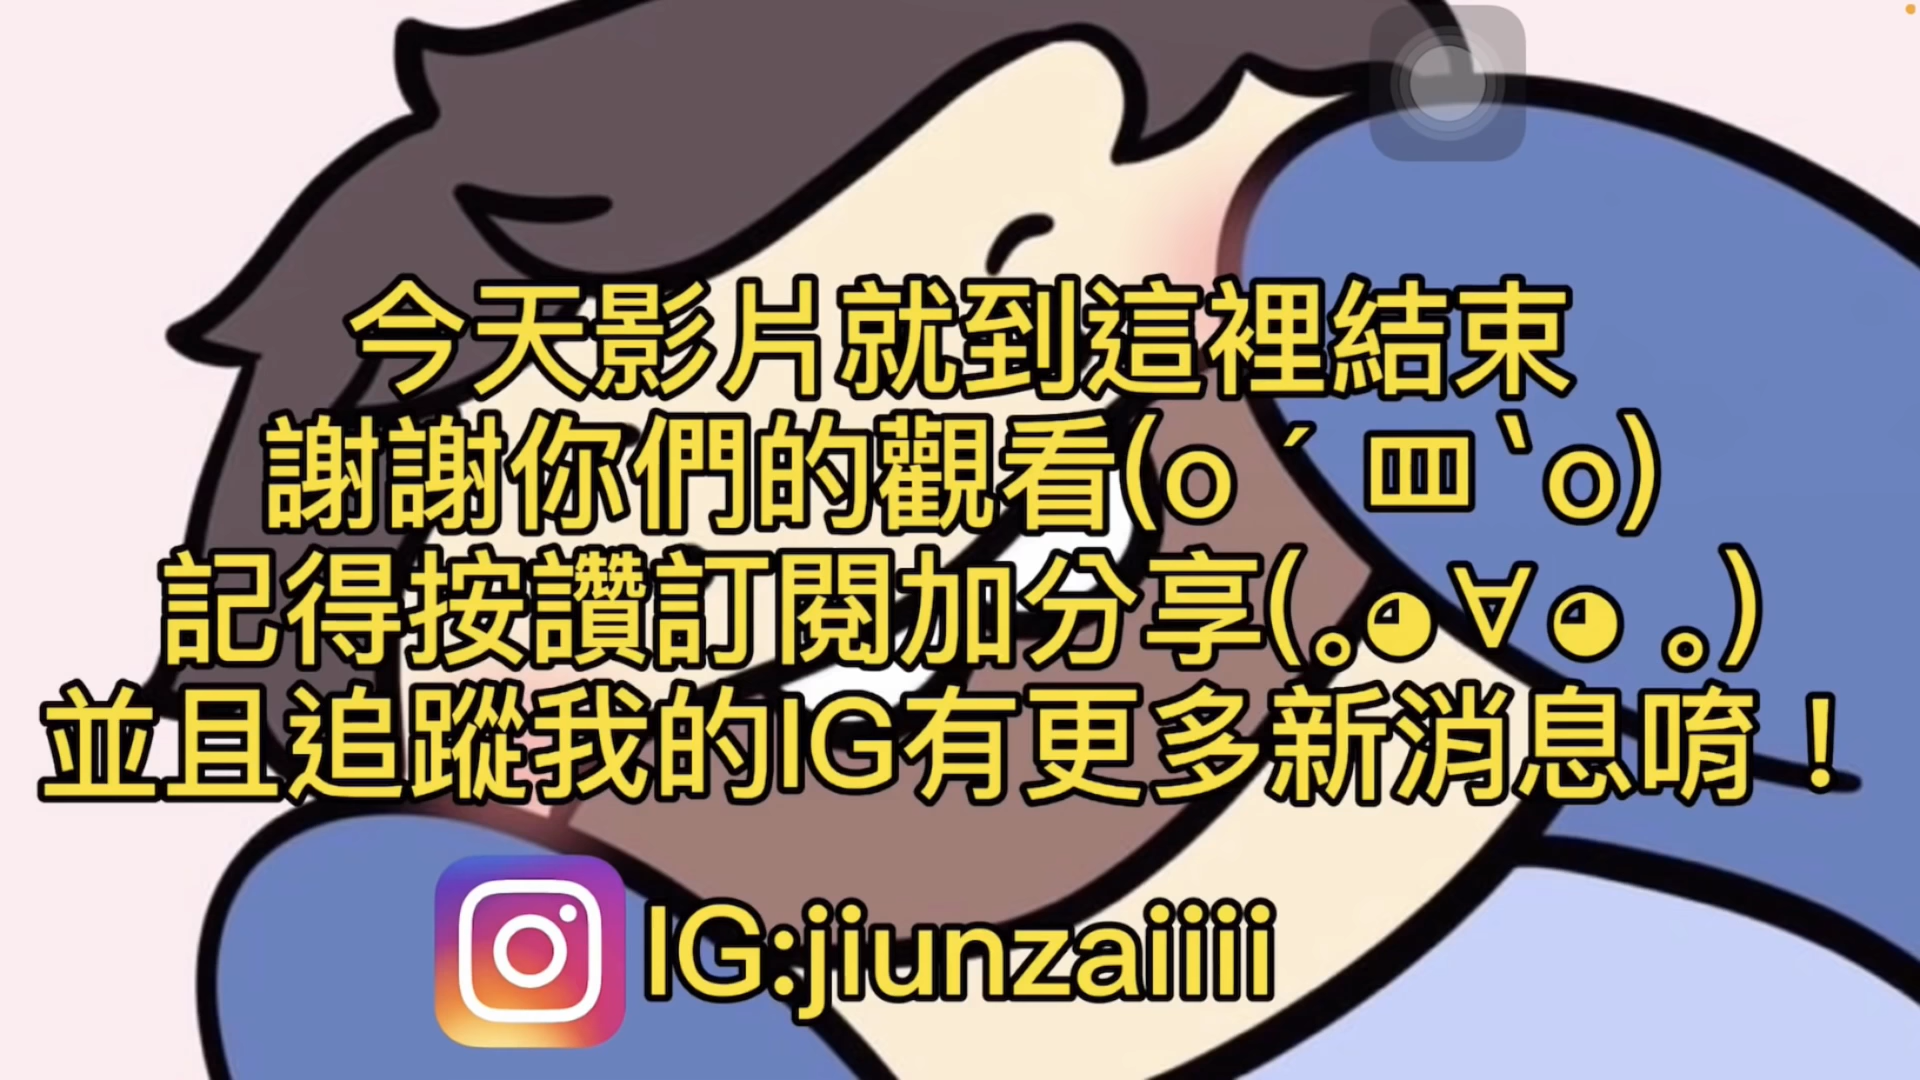 今天影片就到這裡結束
謝謝你們的觀看(o´罒`o)
記得按讚訂閱加分享(｡◕∀◕｡)
並且追蹤我的IG有更多新消息唷！
IG:jiunzaiiii